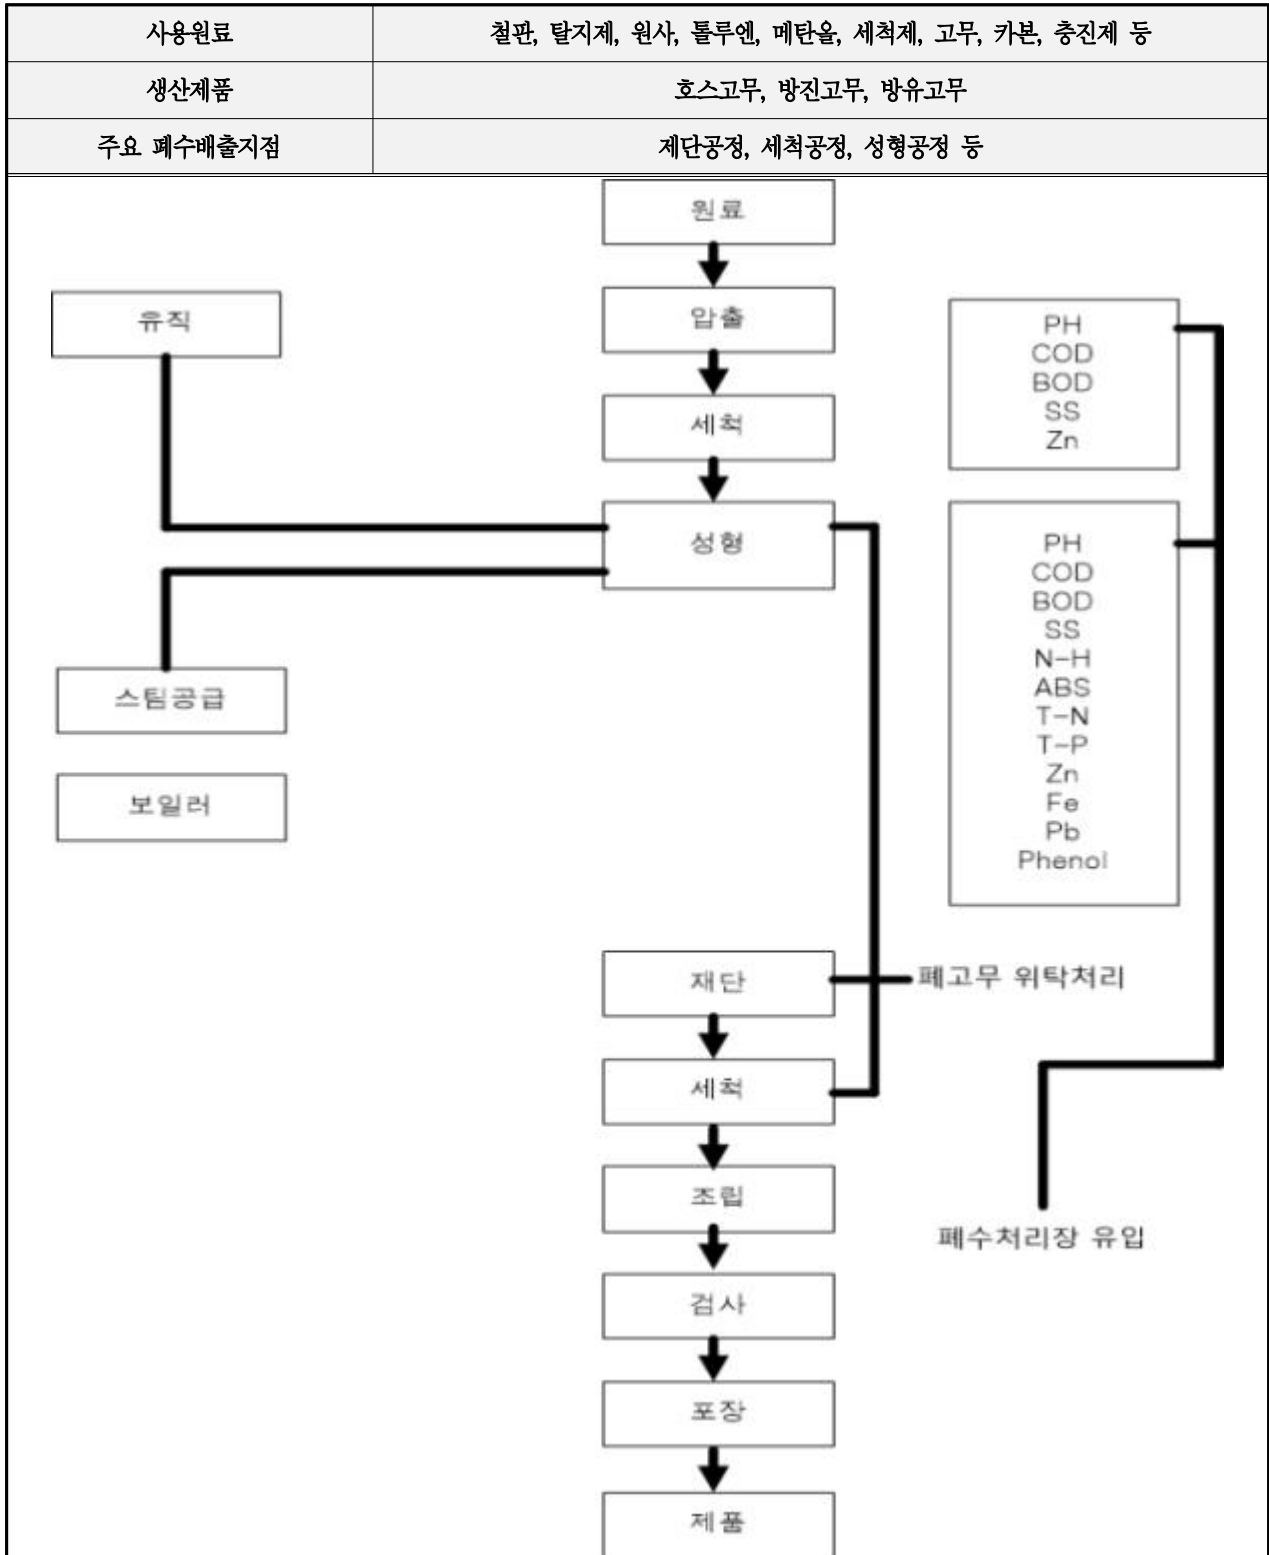 사용원료 철판, 탈지제, 원사, 톨루엔, 메탄올, 세척제, 고무, 카본, 충진제 등
생산제품 호스고무, 방진고무, 방유고무
주요 폐수배출지점 제단공정, 세척공정, 성형공정 등
원료
유직
압출
세척
성형
스팀공급
보일러
PH
COD
BOD
SS
Zn
PH
COD
BOD
SS
N-H
ABS
T-N
T-P
Zn
Fe
Pb
Phenol
재단
폐고무 위탁처리
세척
조립
폐수처리장 유입
검사
포장
제품